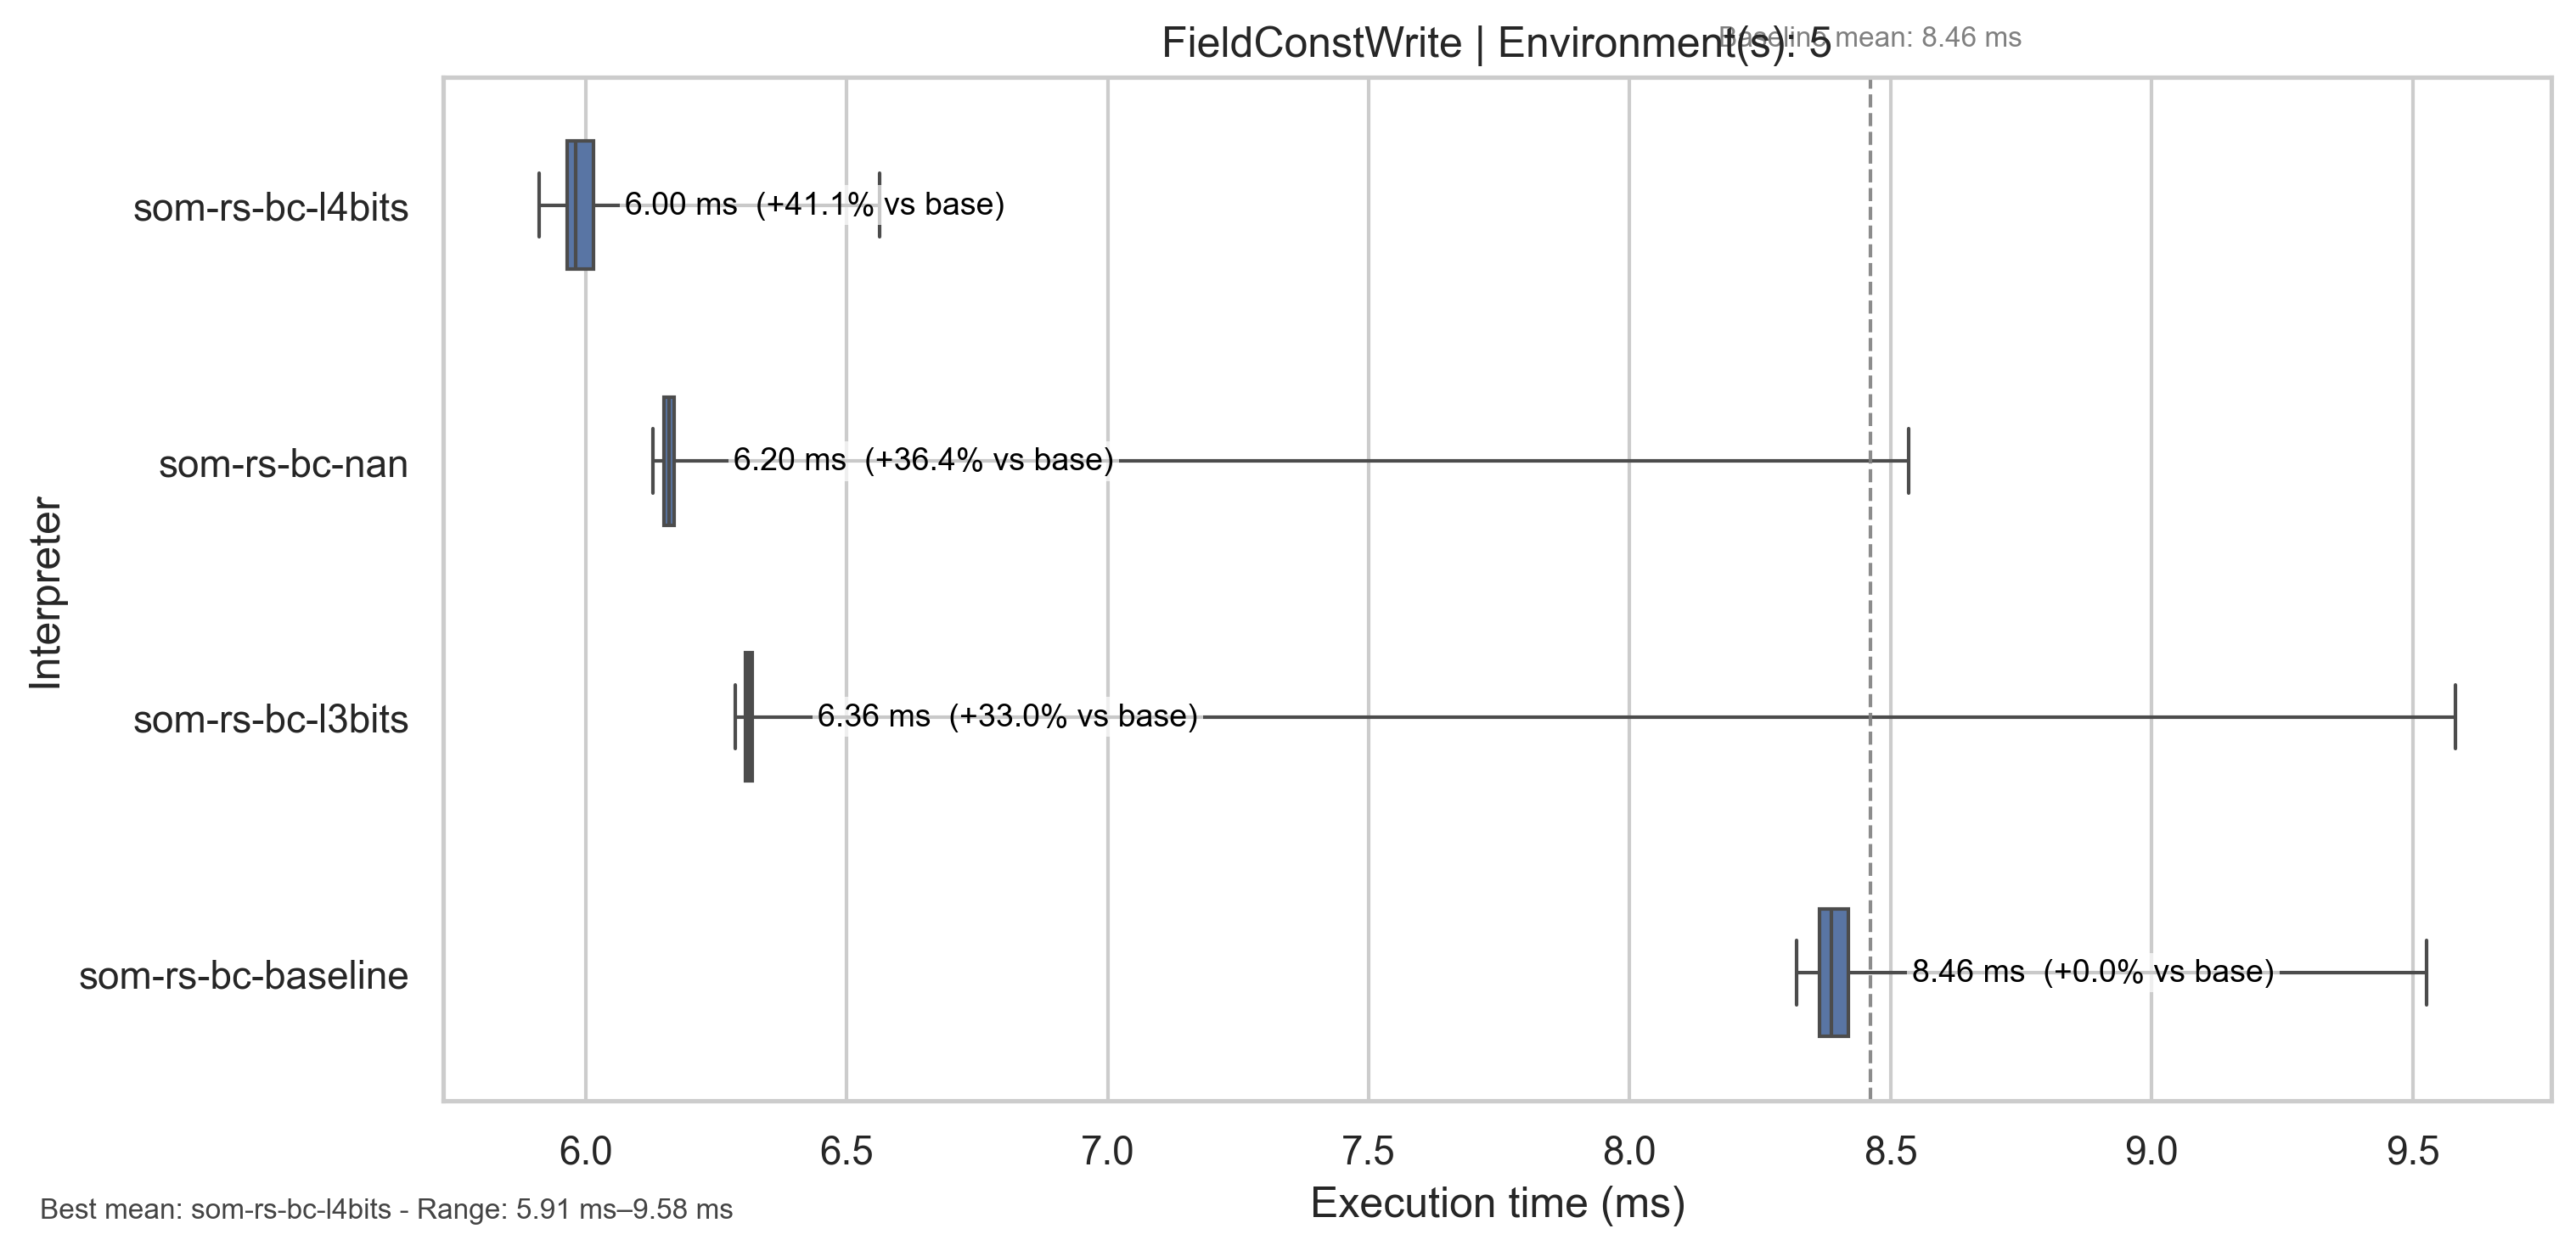 FieldConstWrite | Environment(s): 5
Baseline mean: 8.46 ms
som-rs-bc-l4bits
6.00 ms (+41.1% vs base)
som-rs-bc-nan
6.20 ms (+36.4% vs base)
som-rs-bc-l3bits
6.36 ms (+33.0% vs base)
som-rs-bc-baseline
8.46 ms (+0.0% vs base)
Interpreter
6.0 6.5 7.0 7.5 8.0 8.5 9.0 9.5
Execution time (ms)
Best mean: som-rs-bc-l4bits - Range: 5.91 ms–9.58 ms